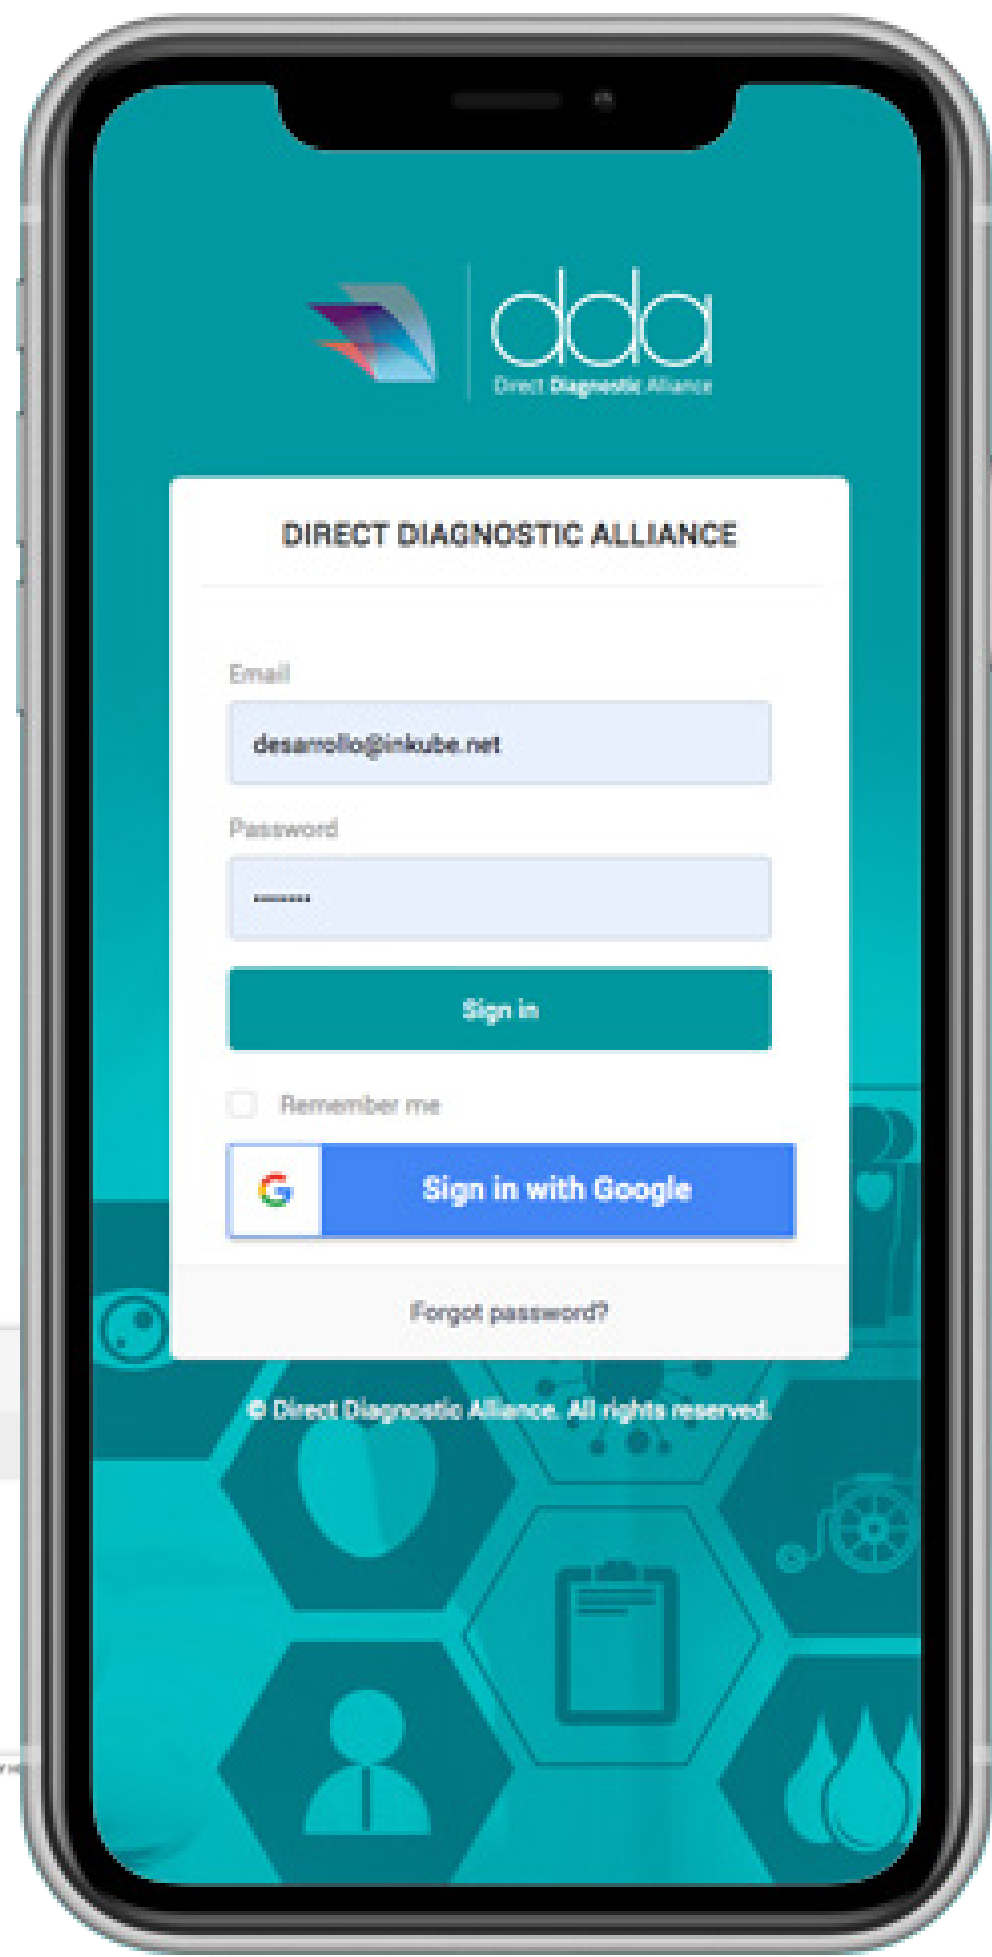 dda
Direct Diagnostic Alliance
DIRECT DIAGNOSTIC ALLIANCE
Email
desarrollo@inkube.net
Password
Sign in
Remember me
G Sign in with Google
Forgot password?
© Direct Diagnostic Alliance. All rights reserved.